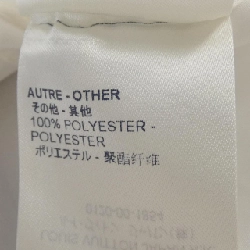 AUTRE - OTHER
その他 - 其他
100% POLYESTER -
POLYESTER
ポリエステル - 聚酯纤维